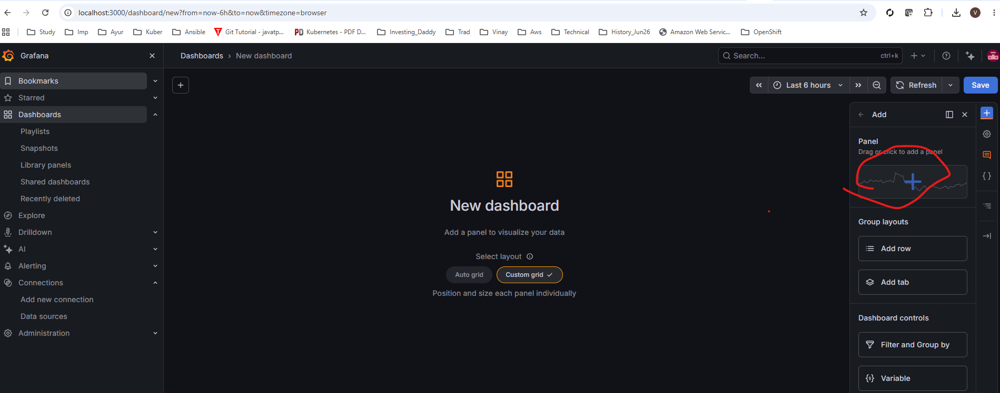 localhost:3000/dashboard/new?from=now-6h&to=now&timezone=browser
V
Study Imp Ayur Kuber Ansible Git Tutorial - javatp... Kubernetes - PDF D... Investing_Daddy Trad Vinay Aws Technical History_Jun26 Amazon Web Servic... OpenShift
Grafana
Dashboards › New dashboard
Search... ctrl+k
Bookmarks
Starred
Dashboards
Playlists
Snapshots
Library panels
Shared dashboards
Recently deleted
Explore
Drilldown
AI
Alerting
Connections
Add new connection
Data sources
Administration
Last 6 hours Refresh Save
New dashboard
Add a panel to visualize your data
Select layout
Auto grid Custom grid
Position and size each panel individually
Add
Panel
Drag or click to add a panel
Group layouts
Add row
Add tab
Dashboard controls
Filter and Group by
Variable